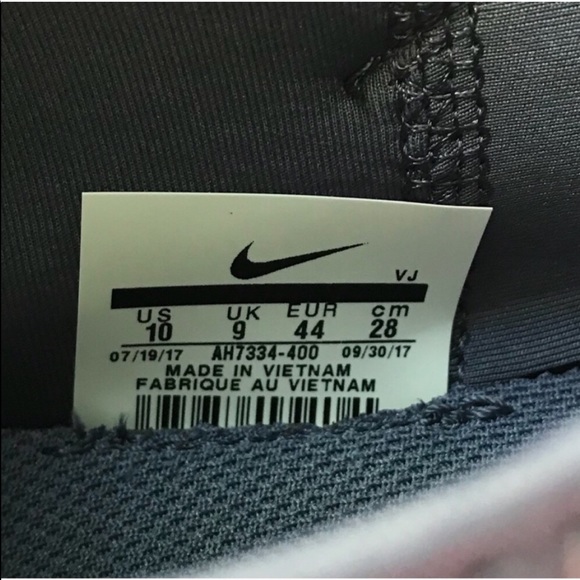 VJ
US UK EUR cm
10 9 44 28
07/19/17 AH7334-400 09/30/17
MADE IN VIETNAM
FABRIQUE AU VIETNAM